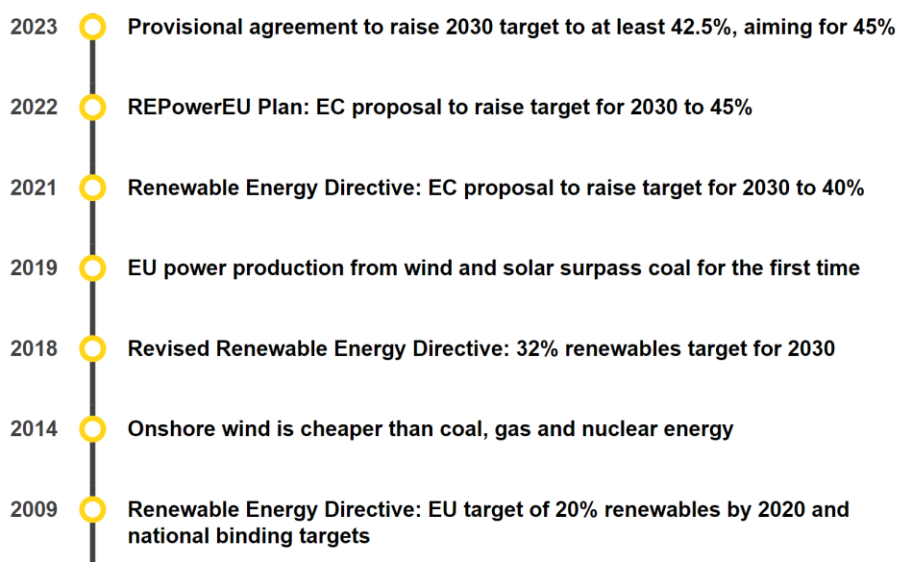 2023 Provisional agreement to raise 2030 target to at least 42.5%, aiming for 45%
2022 REPowerEU Plan: EC proposal to raise target for 2030 to 45%
2021 Renewable Energy Directive: EC proposal to raise target for 2030 to 40%
2019 EU power production from wind and solar surpass coal for the first time
2018 Revised Renewable Energy Directive: 32% renewables target for 2030
2014 Onshore wind is cheaper than coal, gas and nuclear energy
2009 Renewable Energy Directive: EU target of 20% renewables by 2020 and
national binding targets